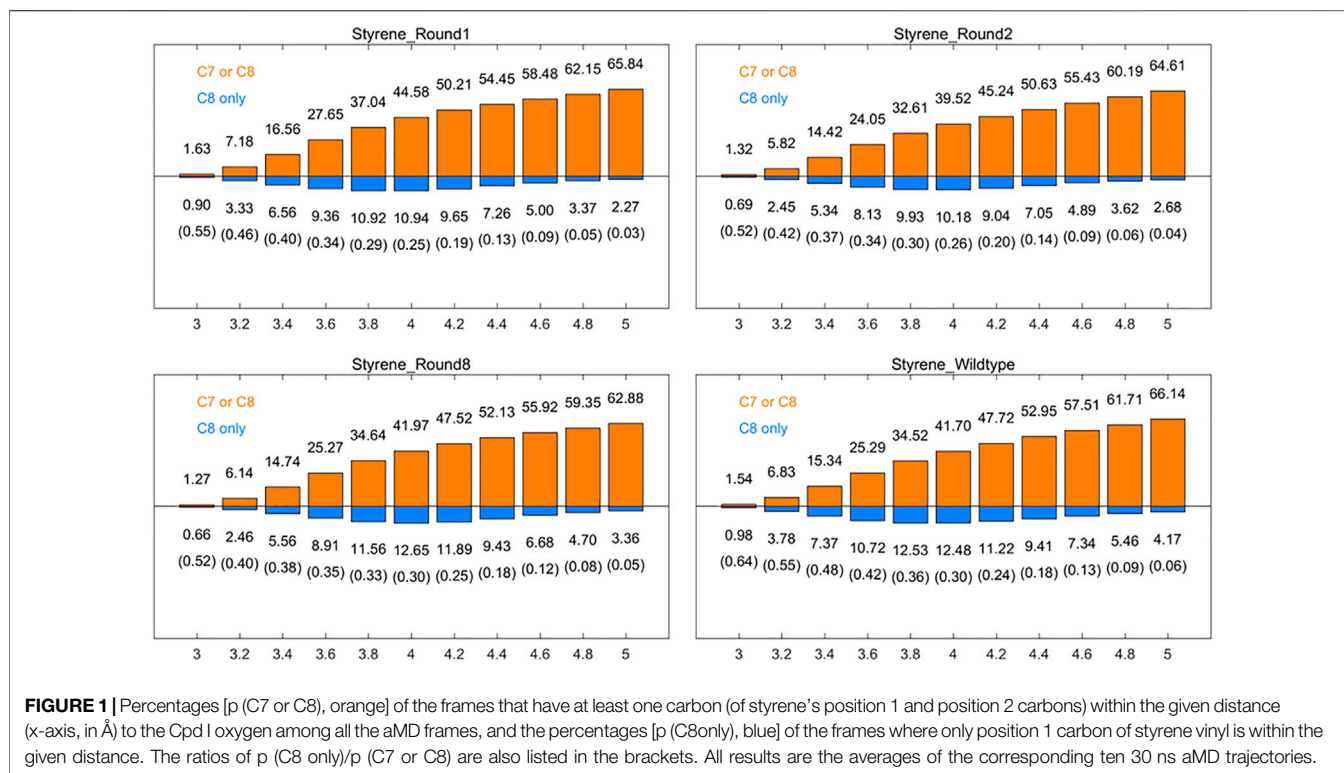 Styrene_Round1
C7 or C8
C8 only
1.63 7.18 16.56 27.65 37.04 44.58 50.21 54.45 58.48 62.15 65.84
0.90 3.33 6.56 9.36 10.92 10.94 9.65 7.26 5.00 3.37 2.27
(0.55) (0.46) (0.40) (0.34) (0.29) (0.25) (0.19) (0.13) (0.09) (0.05) (0.03)
3 3.2 3.4 3.6 3.8 4 4.2 4.4 4.6 4.8 5
Styrene_Round2
C7 or C8
C8 only
1.32 5.82 14.42 24.05 32.61 39.52 45.24 50.63 55.43 60.19 64.61
0.69 2.45 5.34 8.13 9.93 10.18 9.04 7.05 4.89 3.62 2.68
(0.52) (0.42) (0.37) (0.34) (0.30) (0.26) (0.20) (0.14) (0.09) (0.06) (0.04)
3 3.2 3.4 3.6 3.8 4 4.2 4.4 4.6 4.8 5
Styrene_Round8
C7 or C8
C8 only
1.27 6.14 14.74 25.27 34.64 41.97 47.52 52.13 55.92 59.35 62.88
0.66 2.46 5.56 8.91 11.56 12.65 11.89 9.43 6.68 4.70 3.36
(0.52) (0.40) (0.38) (0.35) (0.33) (0.30) (0.25) (0.18) (0.12) (0.08) (0.05)
3 3.2 3.4 3.6 3.8 4 4.2 4.4 4.6 4.8 5
Styrene_Wildtype
C7 or C8
C8 only
1.54 6.83 15.34 25.29 34.52 41.70 47.72 52.95 57.51 61.71 66.14
0.98 3.78 7.37 10.72 12.53 12.48 11.22 9.41 7.34 5.46 4.17
(0.64) (0.55) (0.48) (0.42) (0.36) (0.30) (0.24) (0.18) (0.13) (0.09) (0.06)
3 3.2 3.4 3.6 3.8 4 4.2 4.4 4.6 4.8 5
FIGURE 1 | Percentages [p (C7 or C8), orange] of the frames that have at least one carbon (of styrene's position 1 and position 2 carbons) within the given distance
(x-axis, in Å) to the Cpd I oxygen among all the aMD frames, and the percentages [p (C8only), blue] of the frames where only position 1 carbon of styrene vinyl is within the
given distance. The ratios of p (C8 only)/p (C7 or C8) are also listed in the brackets. All results are the averages of the corresponding ten 30 ns aMD trajectories.